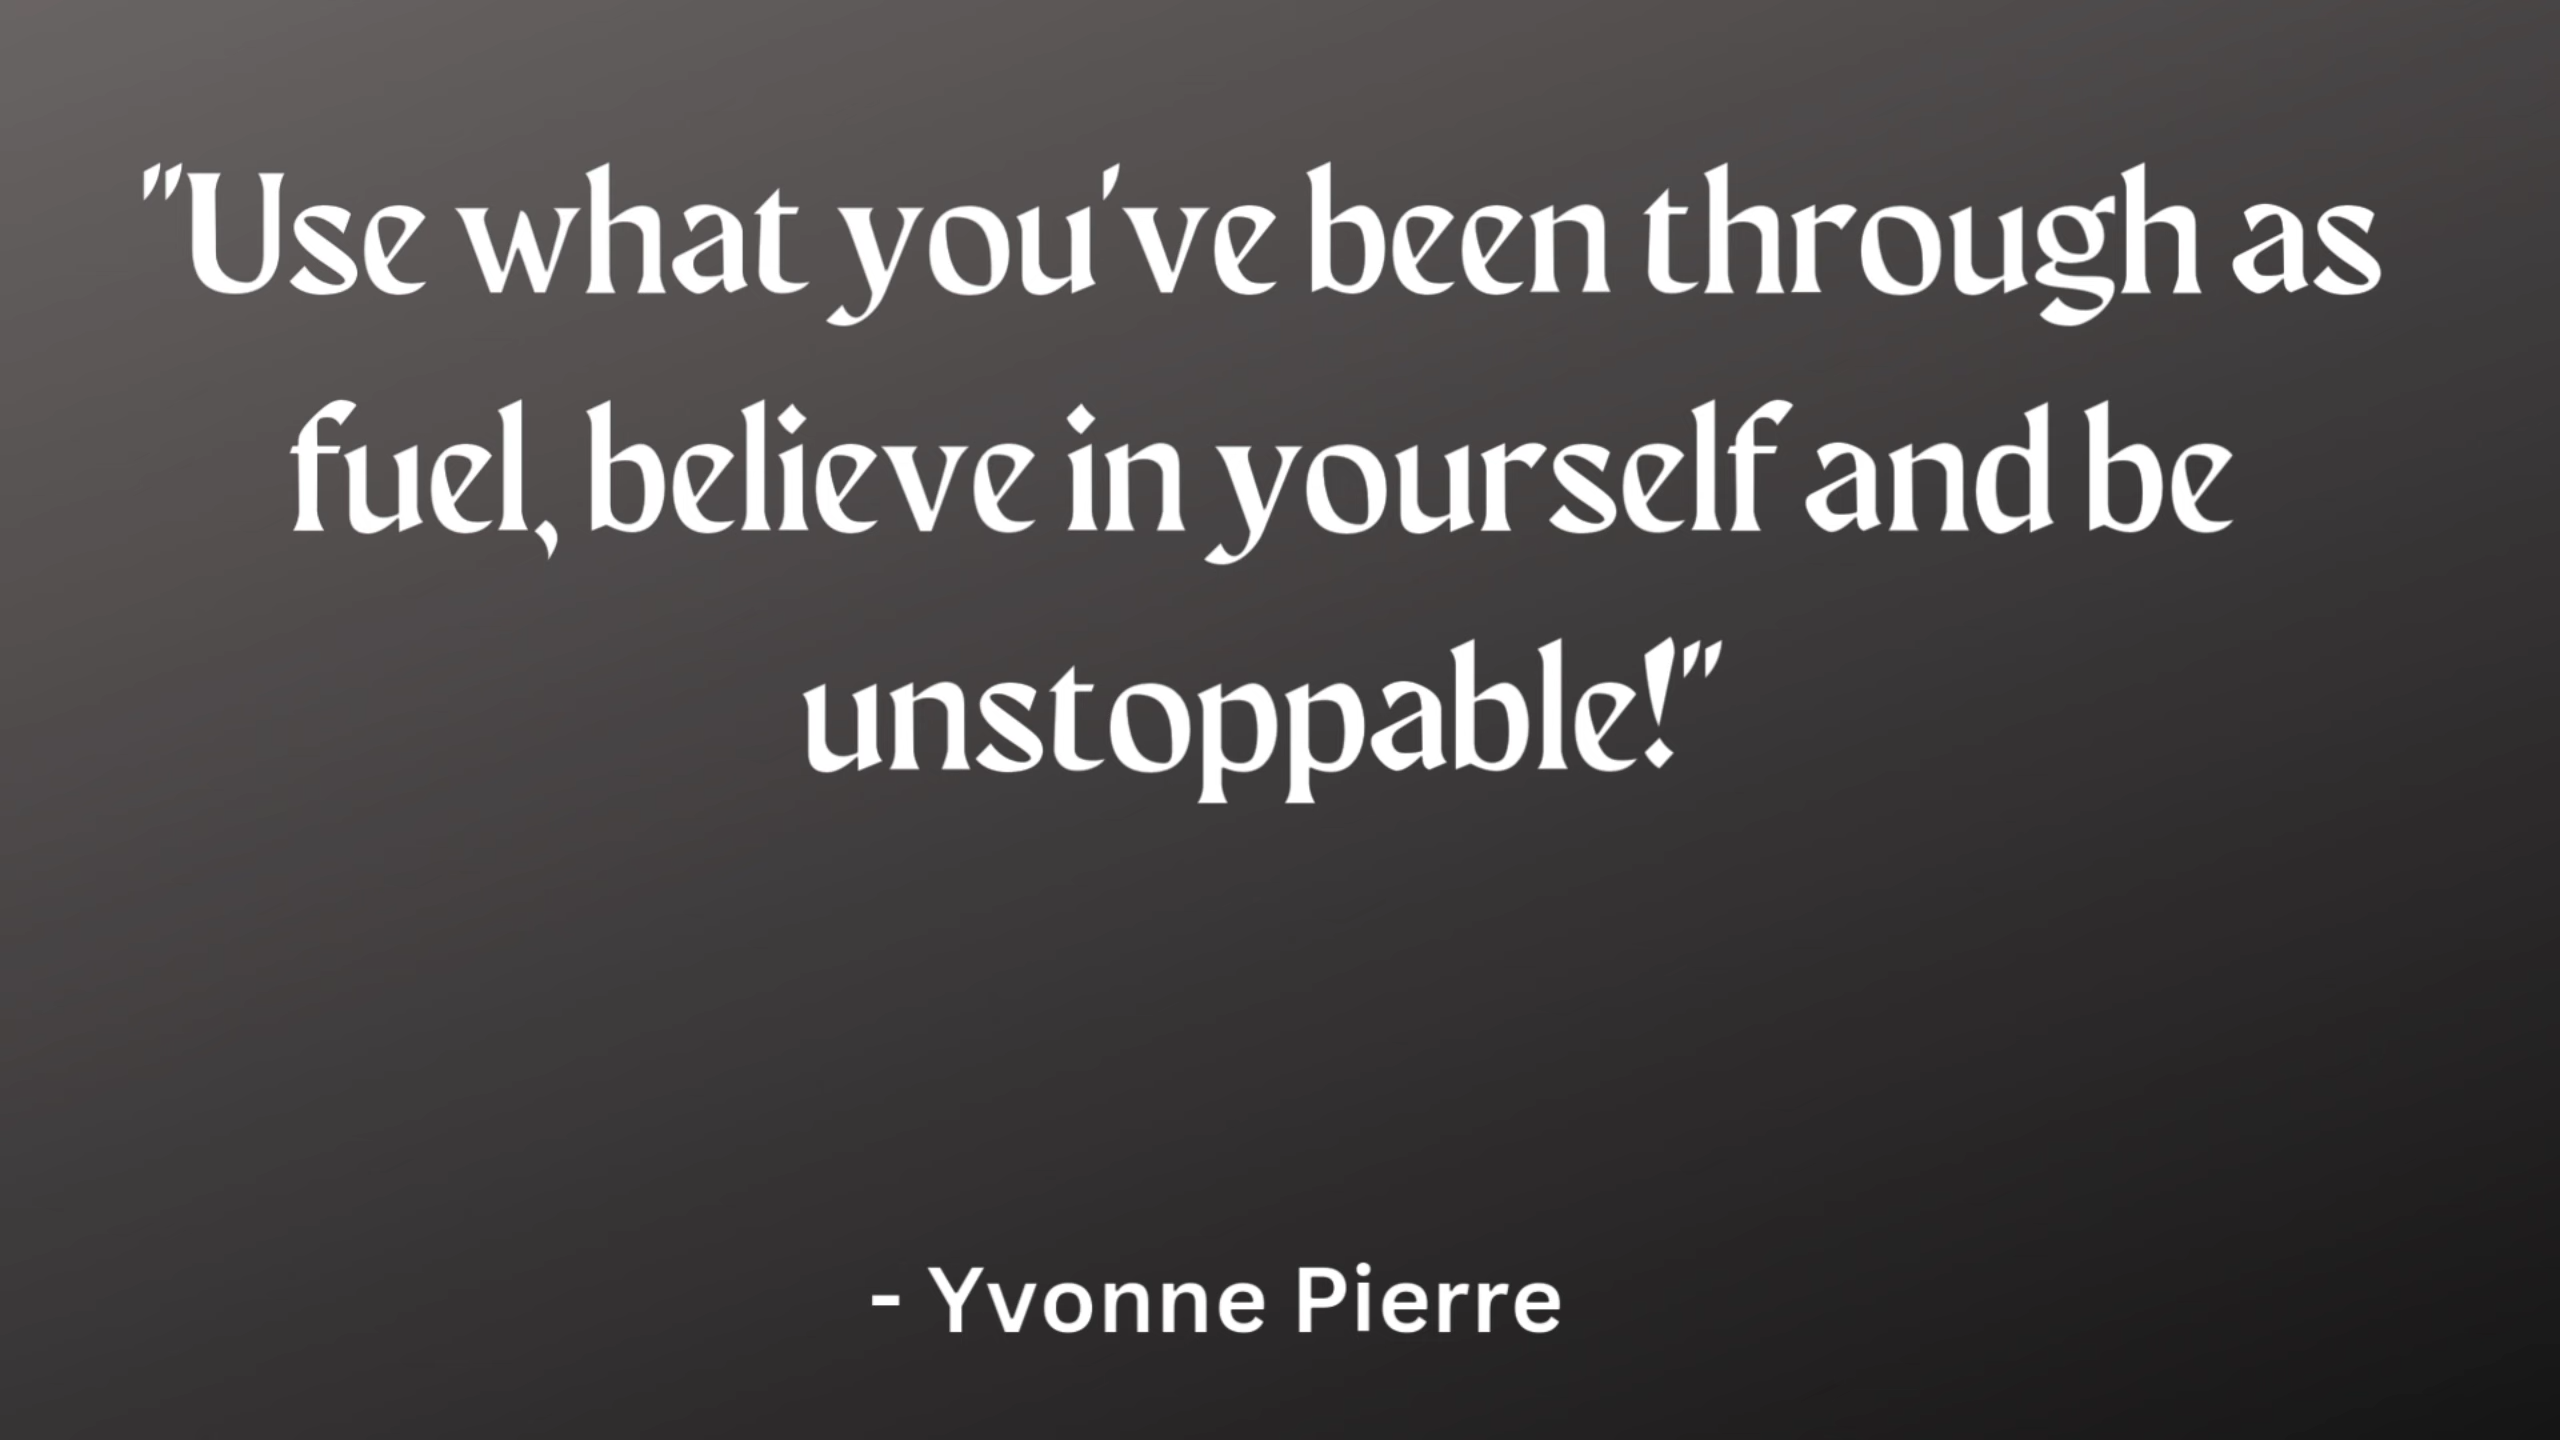 "Use what you've been through as
fuel, believe in yourself and be
unstoppable!"
- Yvonne Pierre